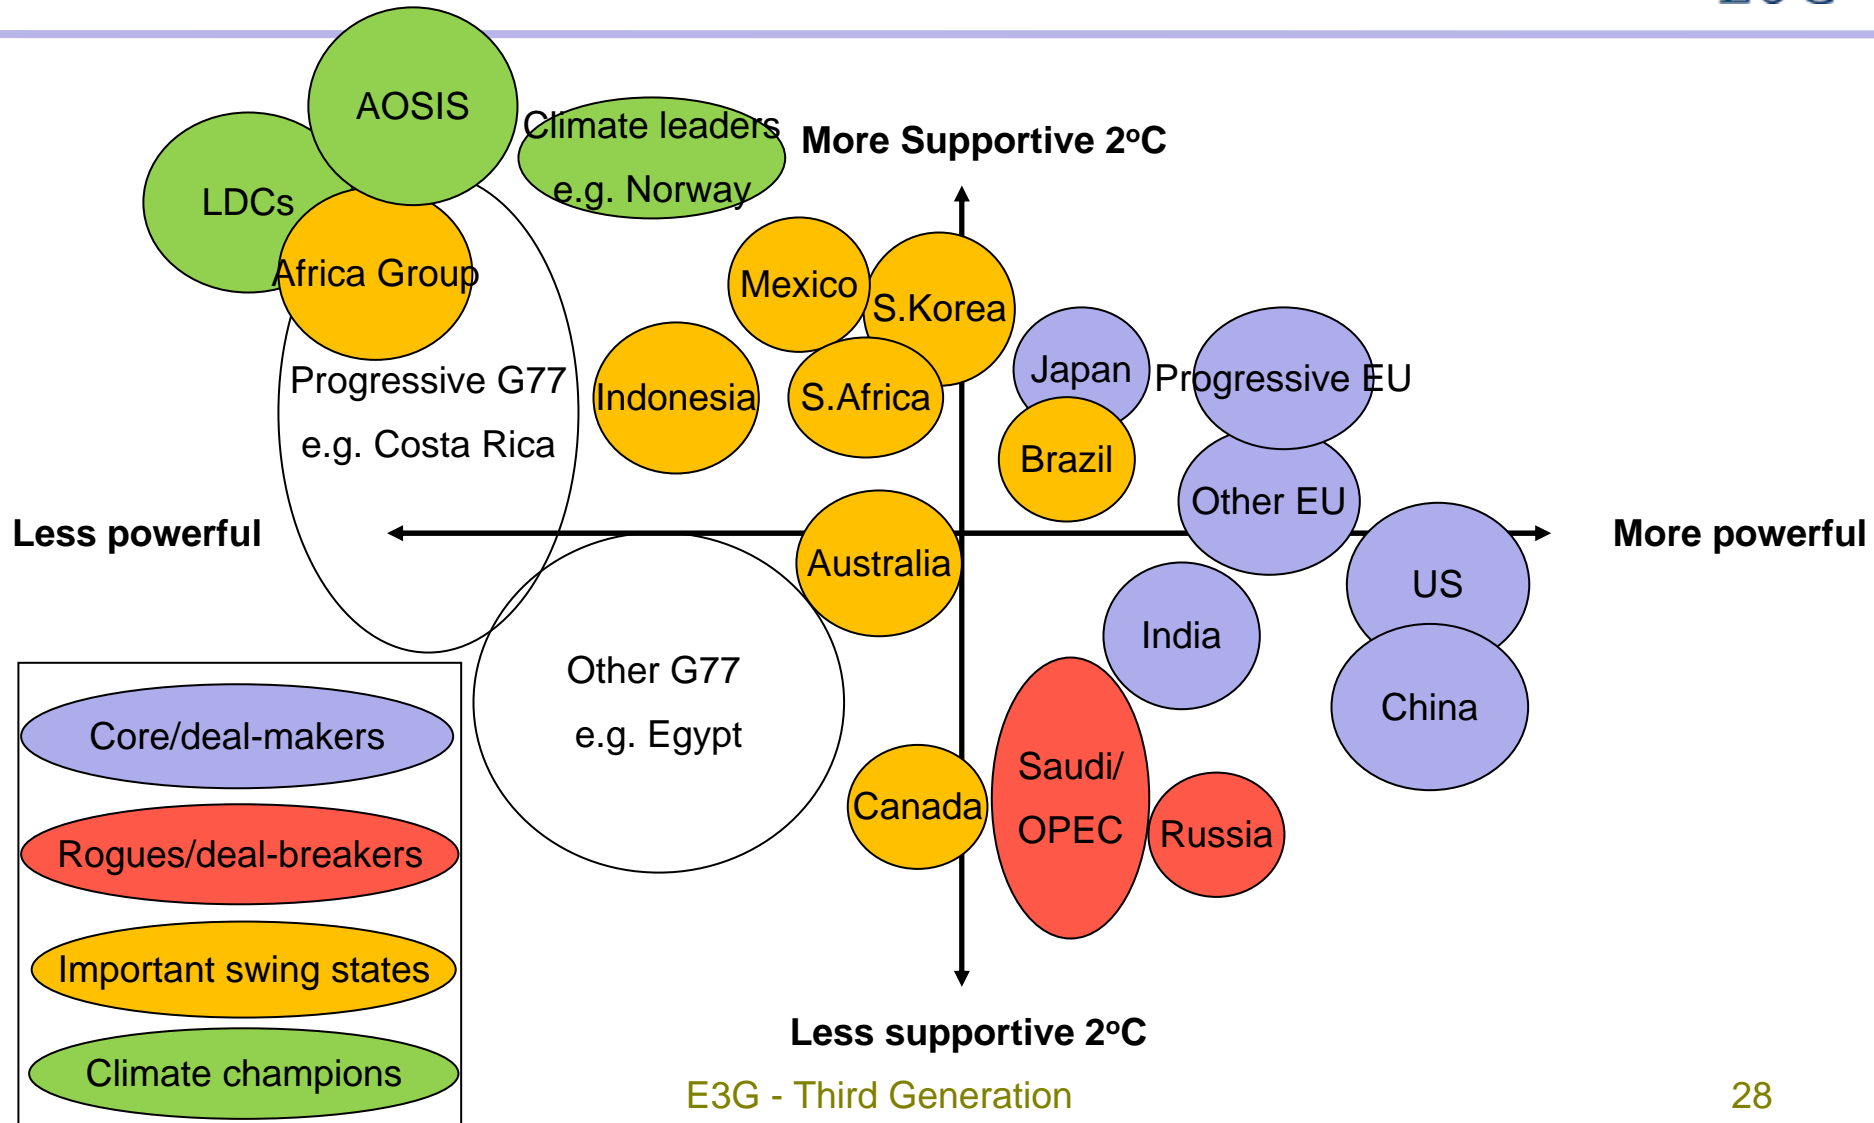 AOSIS
Climate leaders
e.g. Norway
More Supportive 2ºC
LDCs
Africa Group
Mexico
S.Korea
Progressive G77
e.g. Costa Rica
Indonesia
S.Africa
Japan
Progressive EU
Brazil
Other EU
Less powerful
Australia
More powerful
US
India
Other G77
e.g. Egypt
China
Saudi/
OPEC
Canada
Russia
Core/deal-makers
Rogues/deal-breakers
Important swing states
Climate champions
Less supportive 2ºC
E3G - Third Generation
28